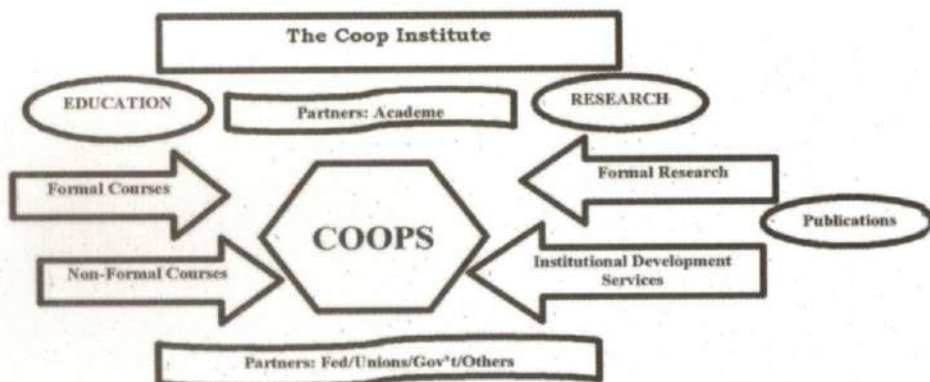 The Coop Institute
EDUCATION
Partners: Academe
RESEARCH
Formal Courses
Formal Research
Publications
COOPS
Non-Formal Courses
Institutional Development
Services
Partners: Fed/Unions/Gov't/Others